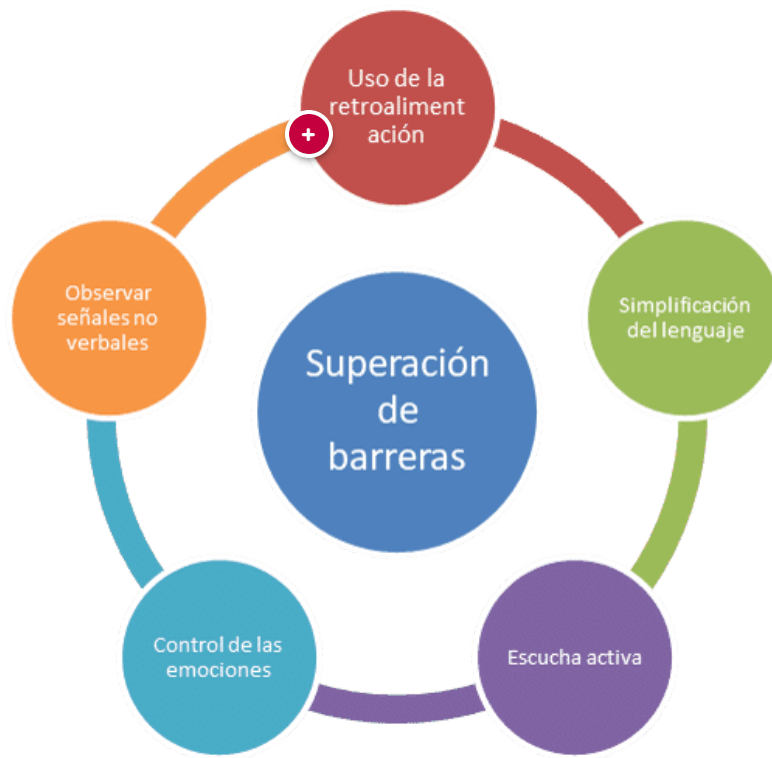 Uso de la
retroaliment
ación
+
Observar
señales no
verbales
Simplificación
del lenguaje
Superación
de
barreras
Control de las
emociones
Escucha activa